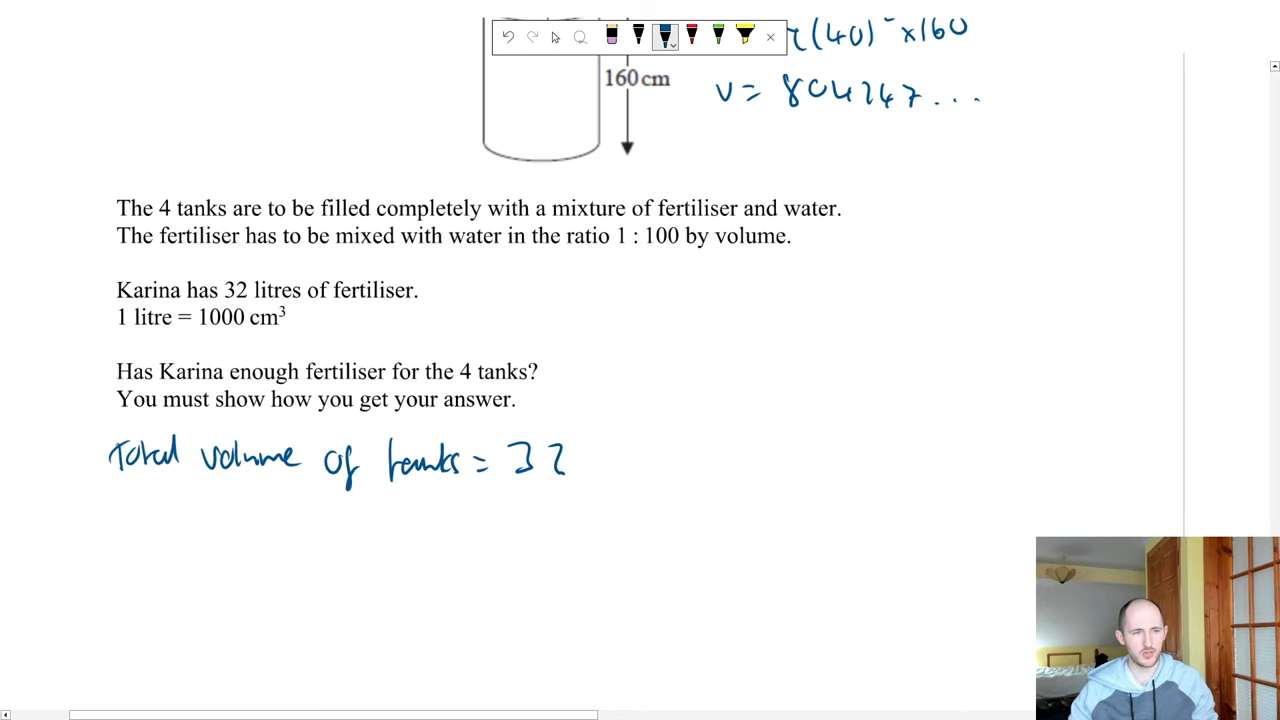 (40)² x160
160 cm
v = 804247...
The 4 tanks are to be filled completely with a mixture of fertiliser and water.
The fertiliser has to be mixed with water in the ratio 1 : 100 by volume.
Karina has 32 litres of fertiliser.
1 litre = 1000 cm³
Has Karina enough fertiliser for the 4 tanks?
You must show how you get your answer.
Total volume of tanks = 32